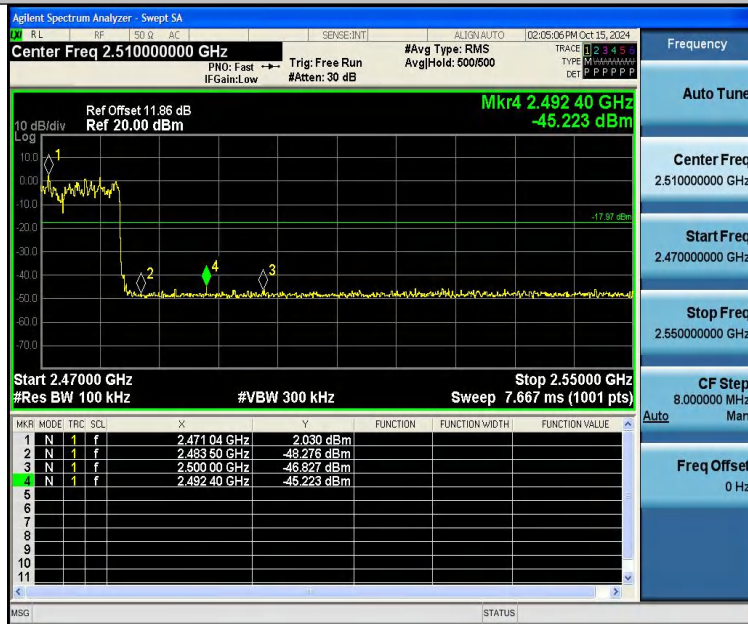 Agilent Spectrum Analyzer - Swept SA
LXI RL RF 50 Ω AC SENSE:INT ALIGN AUTO 02:05:06 PM Oct 15, 2024
Center Freq 2.510000000 GHz #Avg Type: RMS TRACE 1 2 3 4 5 6
PNO: Fast Trig: Free Run Avg|Hold: 500/500 TYPE M
IFGain:Low #Atten: 30 dB DET P P P P P P
Mkr4 2.492 40 GHz
-45.223 dBm
Ref Offset 11.86 dB
10 dB/div Ref 20.00 dBm
Log
10.0
0.00
-10.0
-20.0
-30.0
-40.0
-50.0
-60.0
-70.0
1
2
4
3
-17.97 dBm
Start 2.47000 GHz Stop 2.55000 GHz
#Res BW 100 kHz #VBW 300 kHz Sweep 7.667 ms (1001 pts)
MKR MODE TRC SCL X Y FUNCTION FUNCTION WIDTH FUNCTION VALUE
1 N 1 f 2.471 04 GHz 2.030 dBm
2 N 1 f 2.483 50 GHz -48.276 dBm
3 N 1 f 2.500 00 GHz -46.827 dBm
4 N 1 f 2.492 40 GHz -45.223 dBm
5
6
7
8
9
10
11
MSG STATUS
Frequency
Auto Tune
Center Freq
2.510000000 GHz
Start Freq
2.470000000 GHz
Stop Freq
2.550000000 GHz
CF Step
8.000000 MHz
Auto Man
Freq Offset
0 Hz